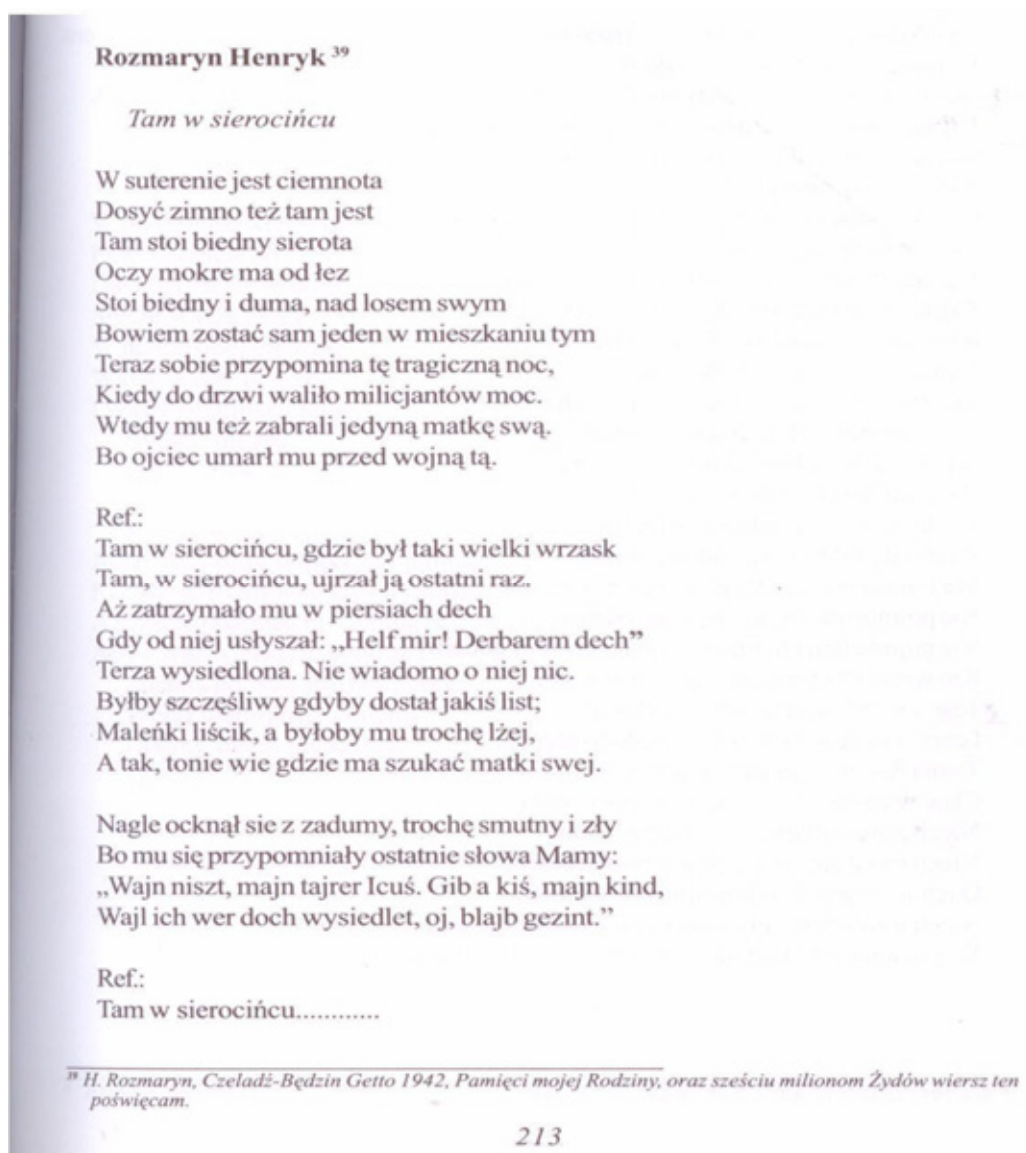 Rozmaryn Henryk ³⁹
Tam w sierocińcu
W suterenie jest ciemnota
Dosyć zimno też tam jest
Tam stoi biedny sierota
Oczy mokre ma od łez
Stoi biedny i duma, nad losem swym
Bowiem zostać sam jeden w mieszkaniu tym
Teraz sobie przypomina tę tragiczną noc,
Kiedy do drzwi waliło milicjantów moc.
Wtedy mu też zabrali jedyną matkę swą.
Bo ojciec umarł mu przed wojną tą.
Ref.:
Tam w sierocińcu, gdzie był taki wielki wrzask
Tam, w sierocińcu, ujrzał ją ostatni raz.
Aż zatrzymało mu w piersiach dech
Gdy od niej usłyszał: „Helf mir! Derbarem dech”
Terza wysiedlona. Nie wiadomo o niej nic.
Byłby szczęśliwy gdyby dostał jakiś list;
Maleńki liścik, a byłoby mu trochę lżej,
A tak, tonie wie gdzie ma szukać matki swej.
Nagle ocknął sie z zadumy, trochę smutny i zły
Bo mu się przypomniały ostatnie słowa Mamy:
„Wajn niszt, majn tajrer Icuś. Gib a kiś, majn kind,
Wajl ich wer doch wysiedlet, oj, blajb gezint.”
Ref.:
Tam w sierocińcu............
³⁹ H. Rozmaryn, Czeladź-Będzin Getto 1942, Pamięci mojej Rodziny, oraz sześciu milionom Żydów wiersz ten
poświęcam.
213